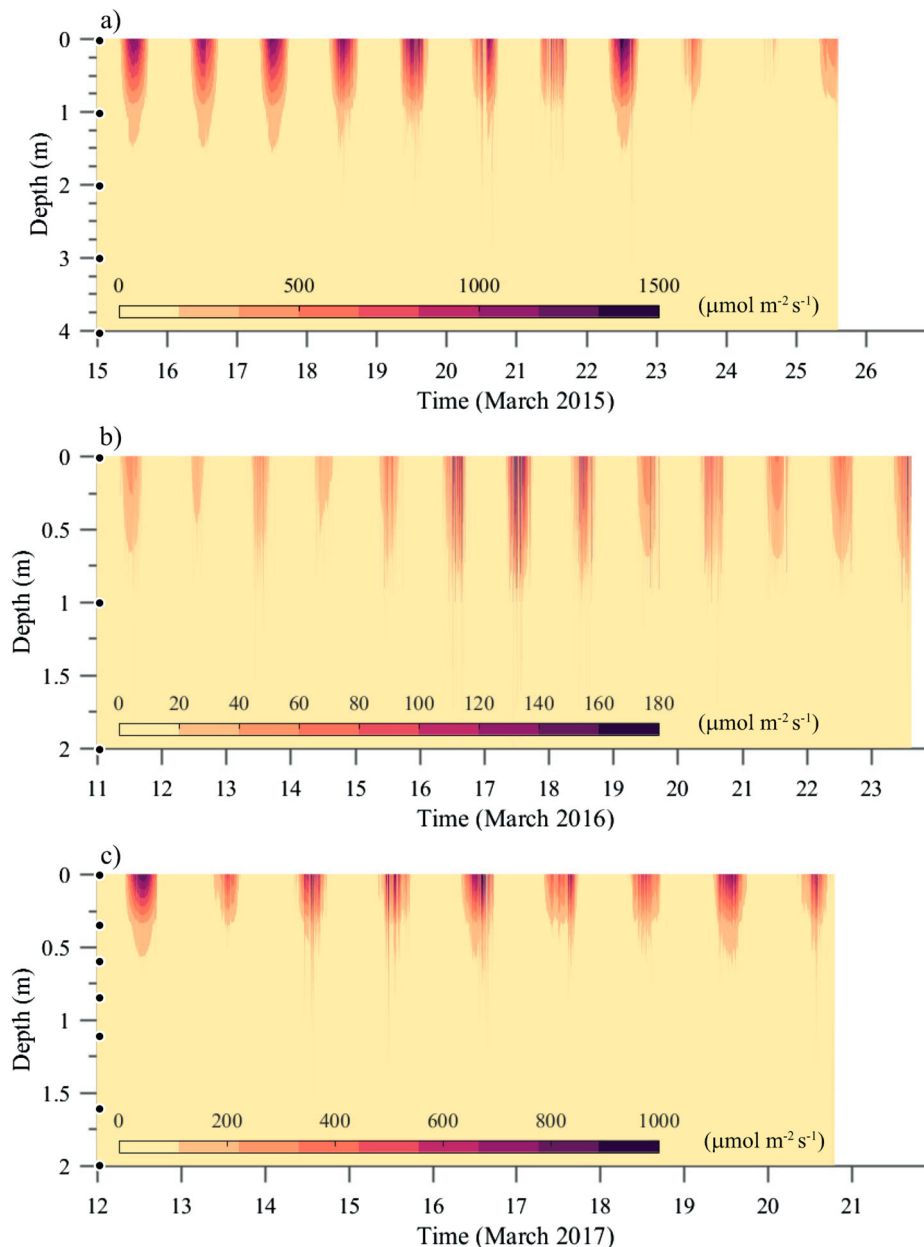 a)
0
1
2
3
4
Depth (m)
0 500 1000 1500
(μmol m⁻² s⁻¹)
15 16 17 18 19 20 21 22 23 24 25 26
Time (March 2015)
b)
0
0.5
1
1.5
2
Depth (m)
0 20 40 60 80 100 120 140 160 180
(μmol m⁻² s⁻¹)
11 12 13 14 15 16 17 18 19 20 21 22 23
Time (March 2016)
c)
0
0.5
1
1.5
2
Depth (m)
0 200 400 600 800 1000
(μmol m⁻² s⁻¹)
12 13 14 15 16 17 18 19 20 21
Time (March 2017)